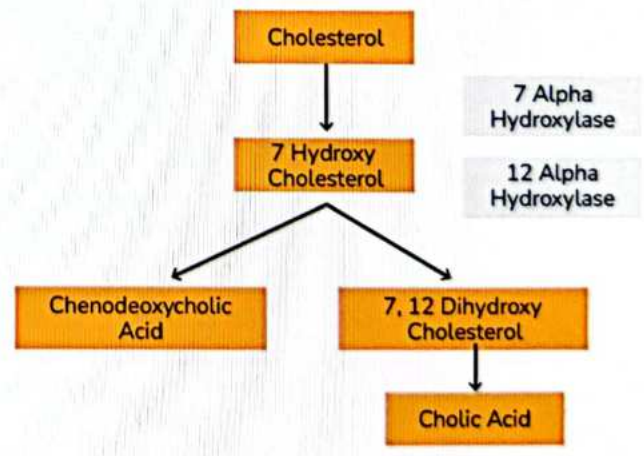 Cholesterol
7 Alpha
Hydroxylase
7 Hydroxy
Cholesterol
12 Alpha
Hydroxylase
Chenodeoxycholic
Acid
7, 12 Dihydroxy
Cholesterol
Cholic Acid